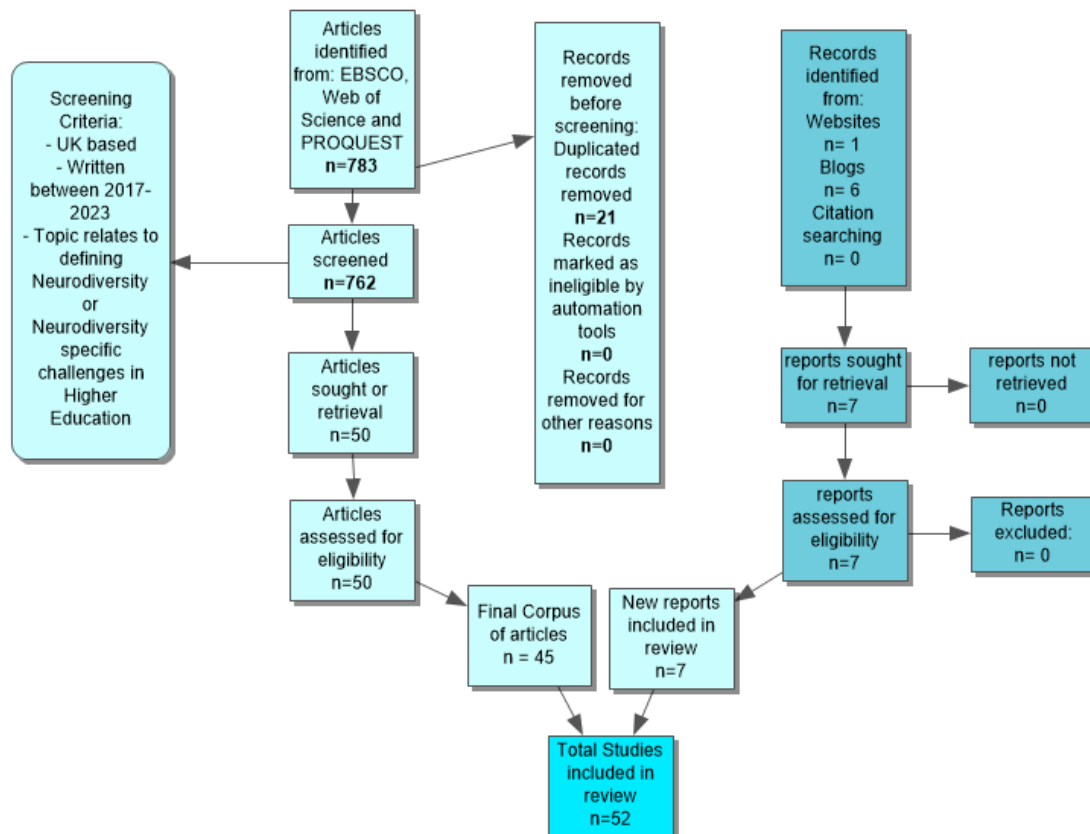 Articles
identified
from: EBSCO,
Web of
Science and
PROQUEST
n=783
Records
removed
before
screening:
Duplicated
records
removed
n=21
Records
marked as
ineligible by
automation
tools
n=0
Records
removed for
other reasons
n=0
Records
identified
from:
Websites
n= 1
Blogs
n= 6
Citation
searching
n= 0
Screening
Criteria:
- UK based
- Written
between 2017-
2023
- Topic relates to
defining
Neurodiversity
or
Neurodiversity
specific
challenges in
Higher
Education
Articles
screened
n=762
Articles
sought or
retrieval
n=50
reports sought
for retrieval
n=7
reports not
retrieved
n=0
Articles
assessed for
eligibility
n=50
reports
assessed for
eligibility
n=7
Reports
excluded:
n= 0
Final Corpus
of articles
n = 45
New reports
included in
review
n=7
Total Studies
included in
review
n=52